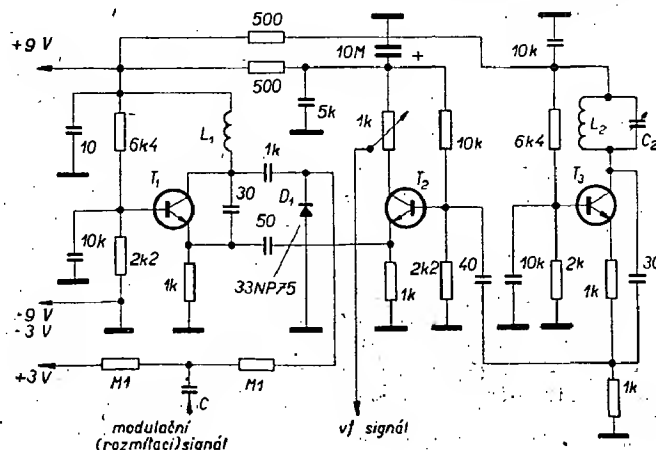 +9 V
500
500
10M
+
10k
10
6k4
L₁
5k
1k
10k
6k4
L₂
C₂
T₁
1k
30
D₁
T₂
T₃
10k
2k2
1k
50
33NP75
1k
2k2
40
10k
2k
1k
30
-9 V
-3 V
+3 V
M1
M1
C
1k
modulační
(rozmítací) signál
vf signál